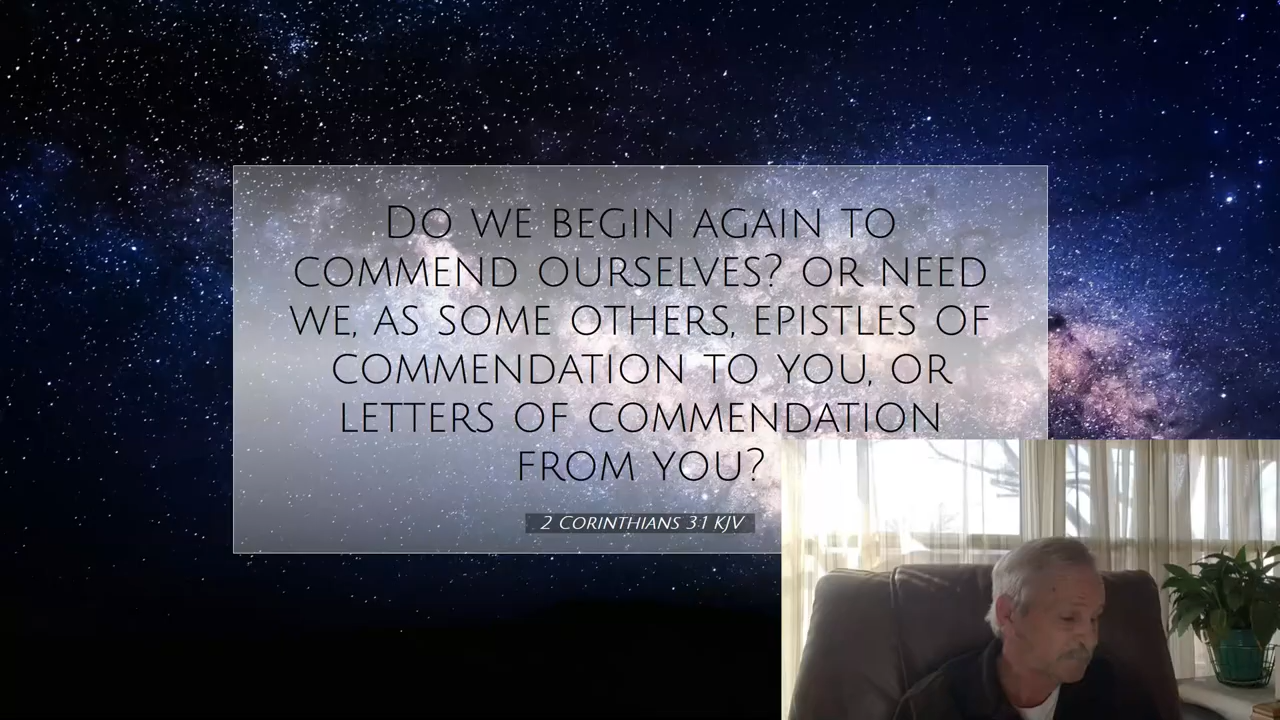 Do we begin again to
commend ourselves? or need
we, as some others, epistles of
commendation to you, or
letters of commendation
from you?
2 Corinthians 3:1 KJV